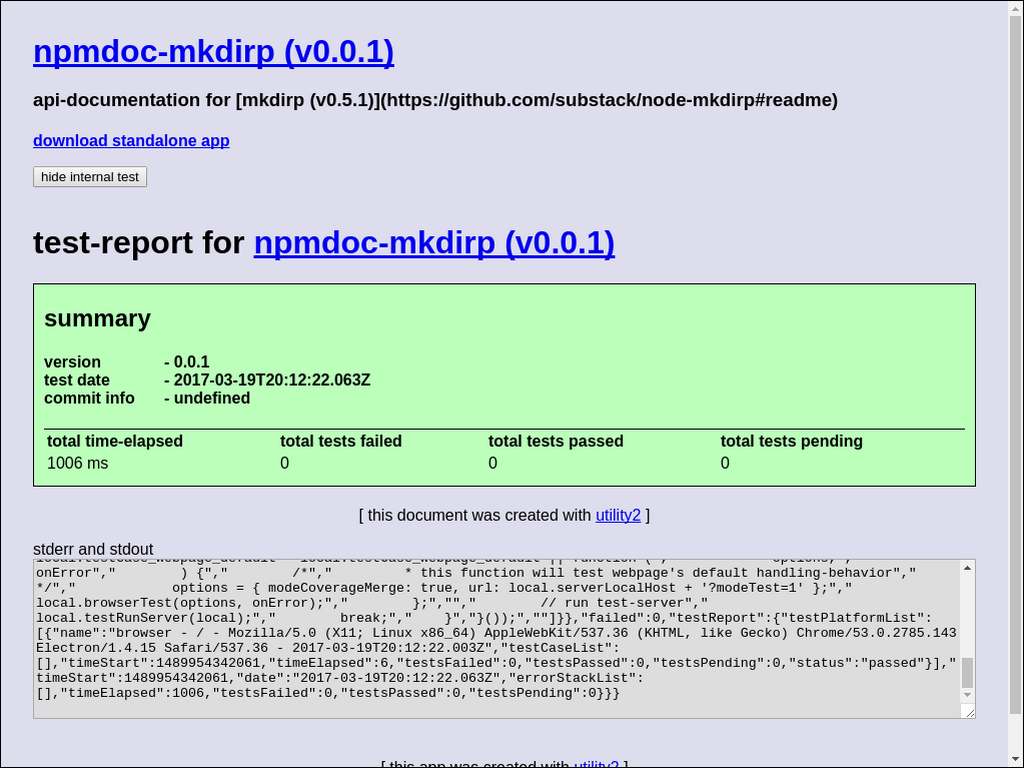 npmdoc-mkdirp (v0.0.1)
api-documentation for [mkdirp (v0.5.1)](https://github.com/substack/node-mkdirp#readme)
download standalone app
hide internal test
test-report for npmdoc-mkdirp (v0.0.1)
summary
version - 0.0.1
test date - 2017-03-19T20:12:22.063Z
commit info - undefined
total time-elapsed total tests failed total tests passed total tests pending
1006 ms 0 0 0
[ this document was created with utility2 ]
stderr and stdout
onError","        ) {","        /*","         * this function will test webpage's default handling-behavior","
*/","            options = { modeCoverageMerge: true, url: local.serverLocalHost + '?modeTest=1' };","
local.browserTest(options, onError);","        };","","        // run test-server","
local.testRunServer(local);","        break;","    }","}());",""]}},"failed":0,"testReport":{"testPlatformList":
[{"name":"browser - / - Mozilla/5.0 (X11; Linux x86_64) AppleWebKit/537.36 (KHTML, like Gecko) Chrome/53.0.2785.143
Electron/1.4.15 Safari/537.36 - 2017-03-19T20:12:22.003Z","testCaseList":
[],"timeStart":1489954342061,"timeElapsed":6,"testsFailed":0,"testsPassed":0,"testsPending":0,"status":"passed"}],"
timeStart":1489954342061,"date":"2017-03-19T20:12:22.063Z","errorStackList":
[],"timeElapsed":1006,"testsFailed":0,"testsPassed":0,"testsPending":0}}}
[ this app was created with utility2 ]